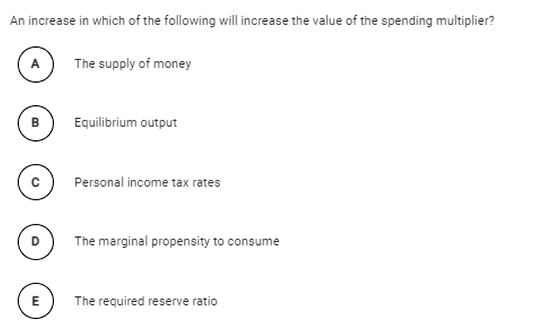 An increase in which of the following will increase the value of the spending multiplier?
A The supply of money
B Equilibrium output
C Personal income tax rates
D The marginal propensity to consume
E The required reserve ratio